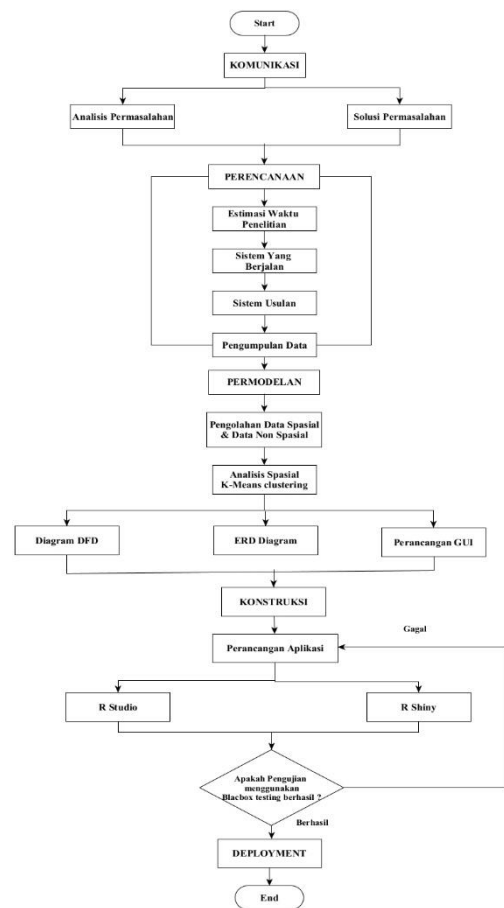 Start
KOMUNIKASI
Analisis Permasalahan
Solusi Permasalahan
PERENCANAAN
Estimasi Waktu
Penelitian
Sistem Yang
Berjalan
Sistem Usulan
Pengumpulan Data
PERMODELAN
Pengolahan Data Spasial
& Data Non Spasial
Analisis Spasial
K-Means clustering
Diagram DFD
ERD Diagram
Perancangan GUI
KONSTRUKSI
Gagal
Perancangan Aplikasi
R Studio
R Shiny
Apakah Pengujian
menggunakan
Blacbox testing berhasil ?
Berhasil
DEPLOYMENT
End